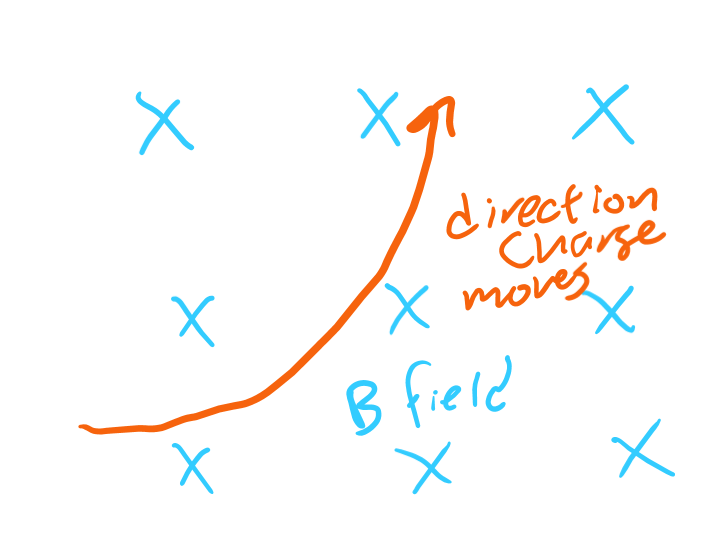 X X X
direction
Charge
moves
X X X
B field
X X X